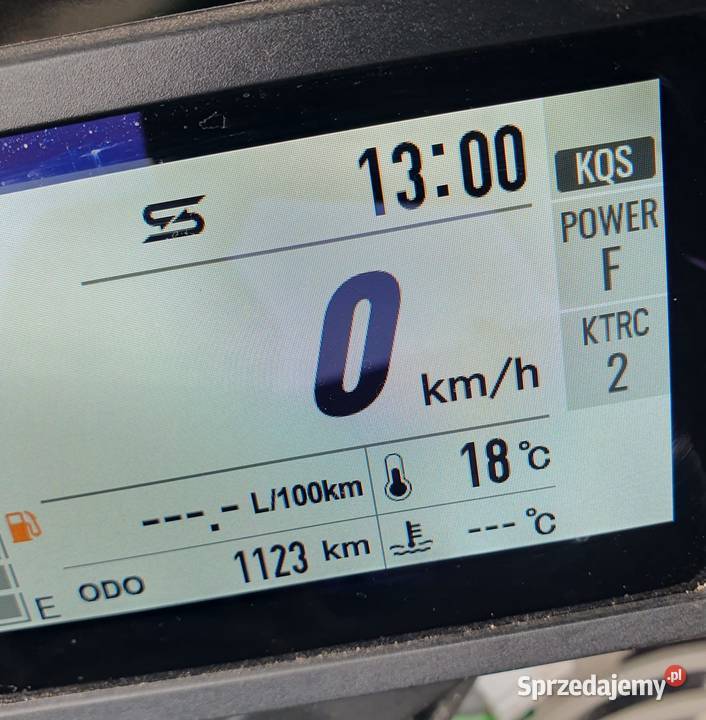 13:00
KQS
POWER
F
KTRC
2
0 km/h
---.- L/100km
18 °C
E ODO 1123 km
--- °C
Sprzedajemy.pl